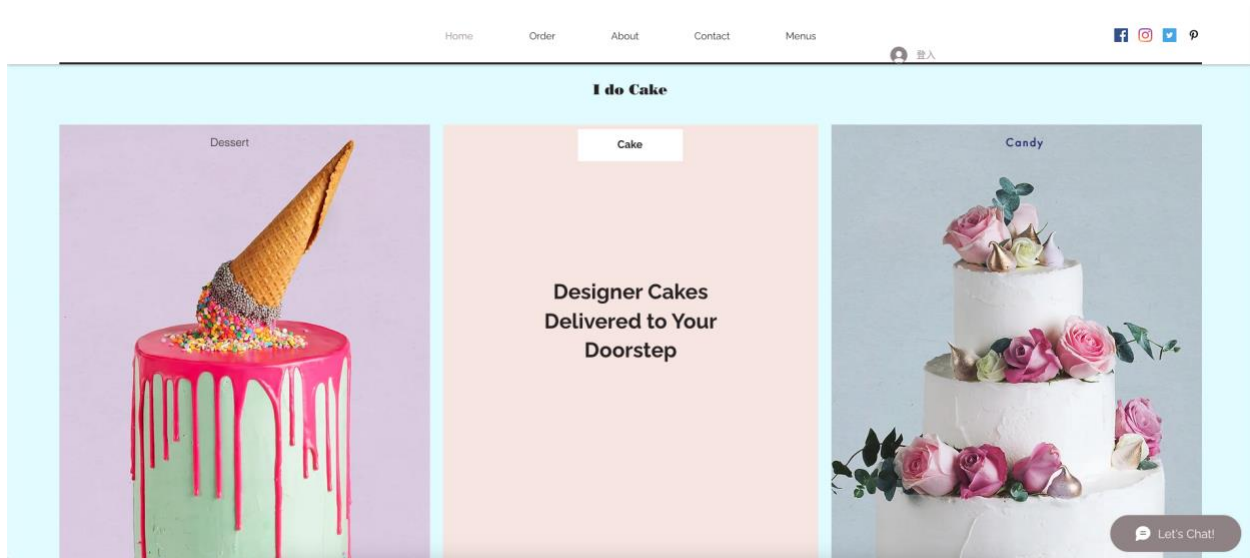 Home Order About Contact Menus
登入
I do Cake
Dessert
Cake
Candy
Designer Cakes
Delivered to Your
Doorstep
Let's Chat!